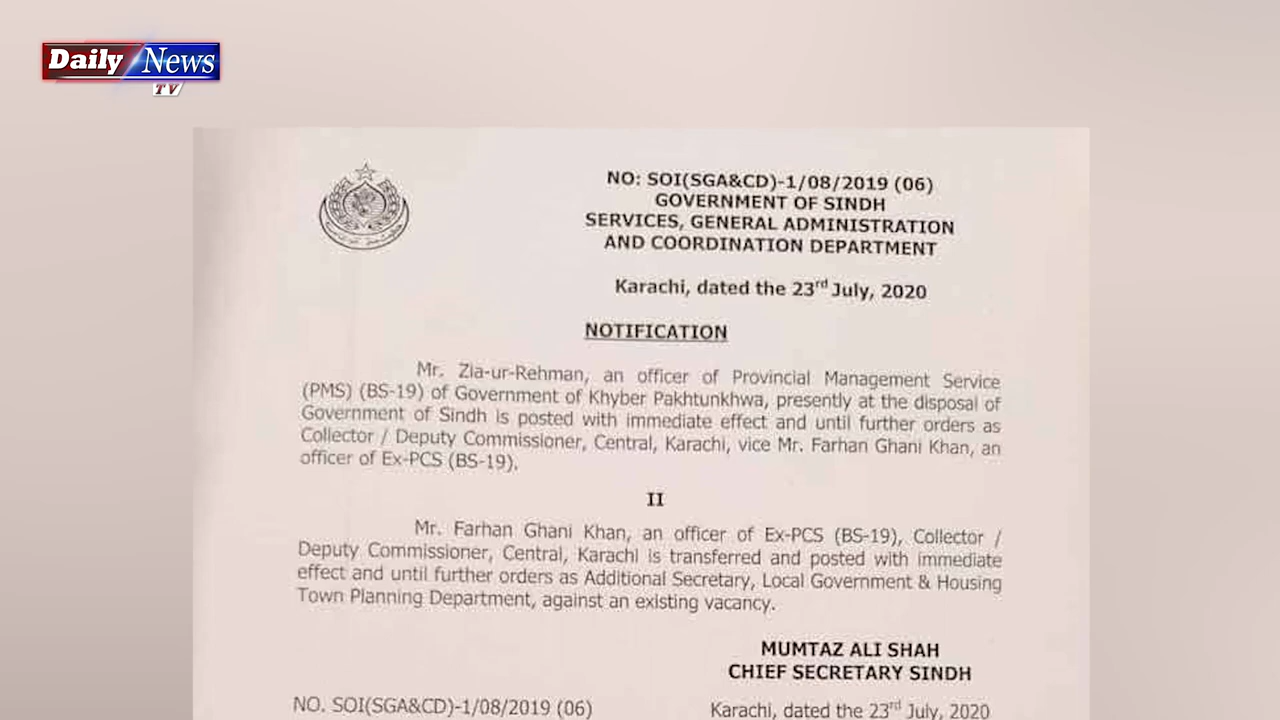 Daily News
TV
NO: SOI(SGA&CD)-1/08/2019 (06)
GOVERNMENT OF SINDH
SERVICES, GENERAL ADMINISTRATION
AND COORDINATION DEPARTMENT
Karachi, dated the 23rd July, 2020
NOTIFICATION
Mr. Zia-ur-Rehman, an officer of Provincial Management Service
(PMS) (BS-19) of Government of Khyber Pakhtunkhwa, presently at the disposal of
Government of Sindh is posted with immediate effect and until further orders as
Collector / Deputy Commissioner, Central, Karachi, vice Mr. Farhan Ghani Khan, an
officer of Ex-PCS (BS-19).
II
Mr. Farhan Ghani Khan, an officer of Ex-PCS (BS-19), Collector /
Deputy Commissioner, Central, Karachi is transferred and posted with immediate
effect and until further orders as Additional Secretary, Local Government & Housing
Town Planning Department, against an existing vacancy.
MUMTAZ ALI SHAH
CHIEF SECRETARY SINDH
NO. SOI(SGA&CD)-1/08/2019 (06)
Karachi, dated the 23rd July, 2020